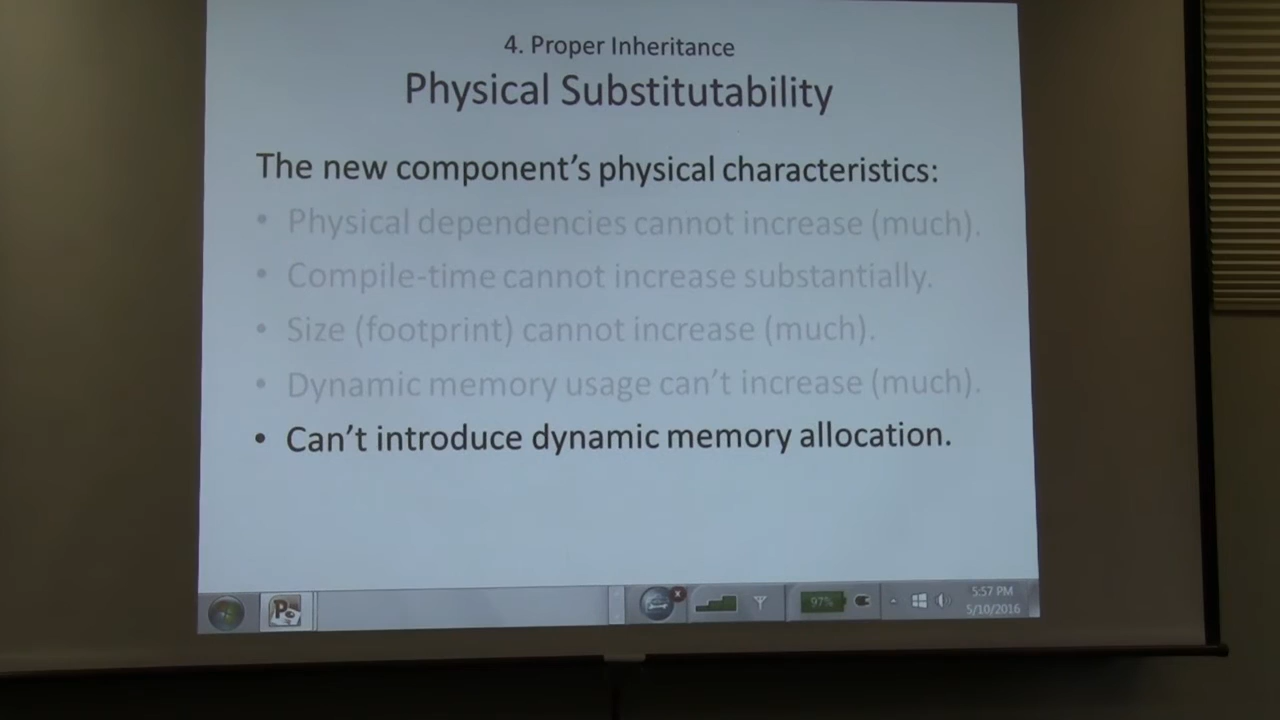 4. Proper Inheritance
Physical Substitutability
The new component's physical characteristics:
• Physical dependencies cannot increase (much).
• Compile-time cannot increase substantially.
• Size (footprint) cannot increase (much).
• Dynamic memory usage can't increase (much).
• Can't introduce dynamic memory allocation.
97%
5:57 PM
5/10/2016